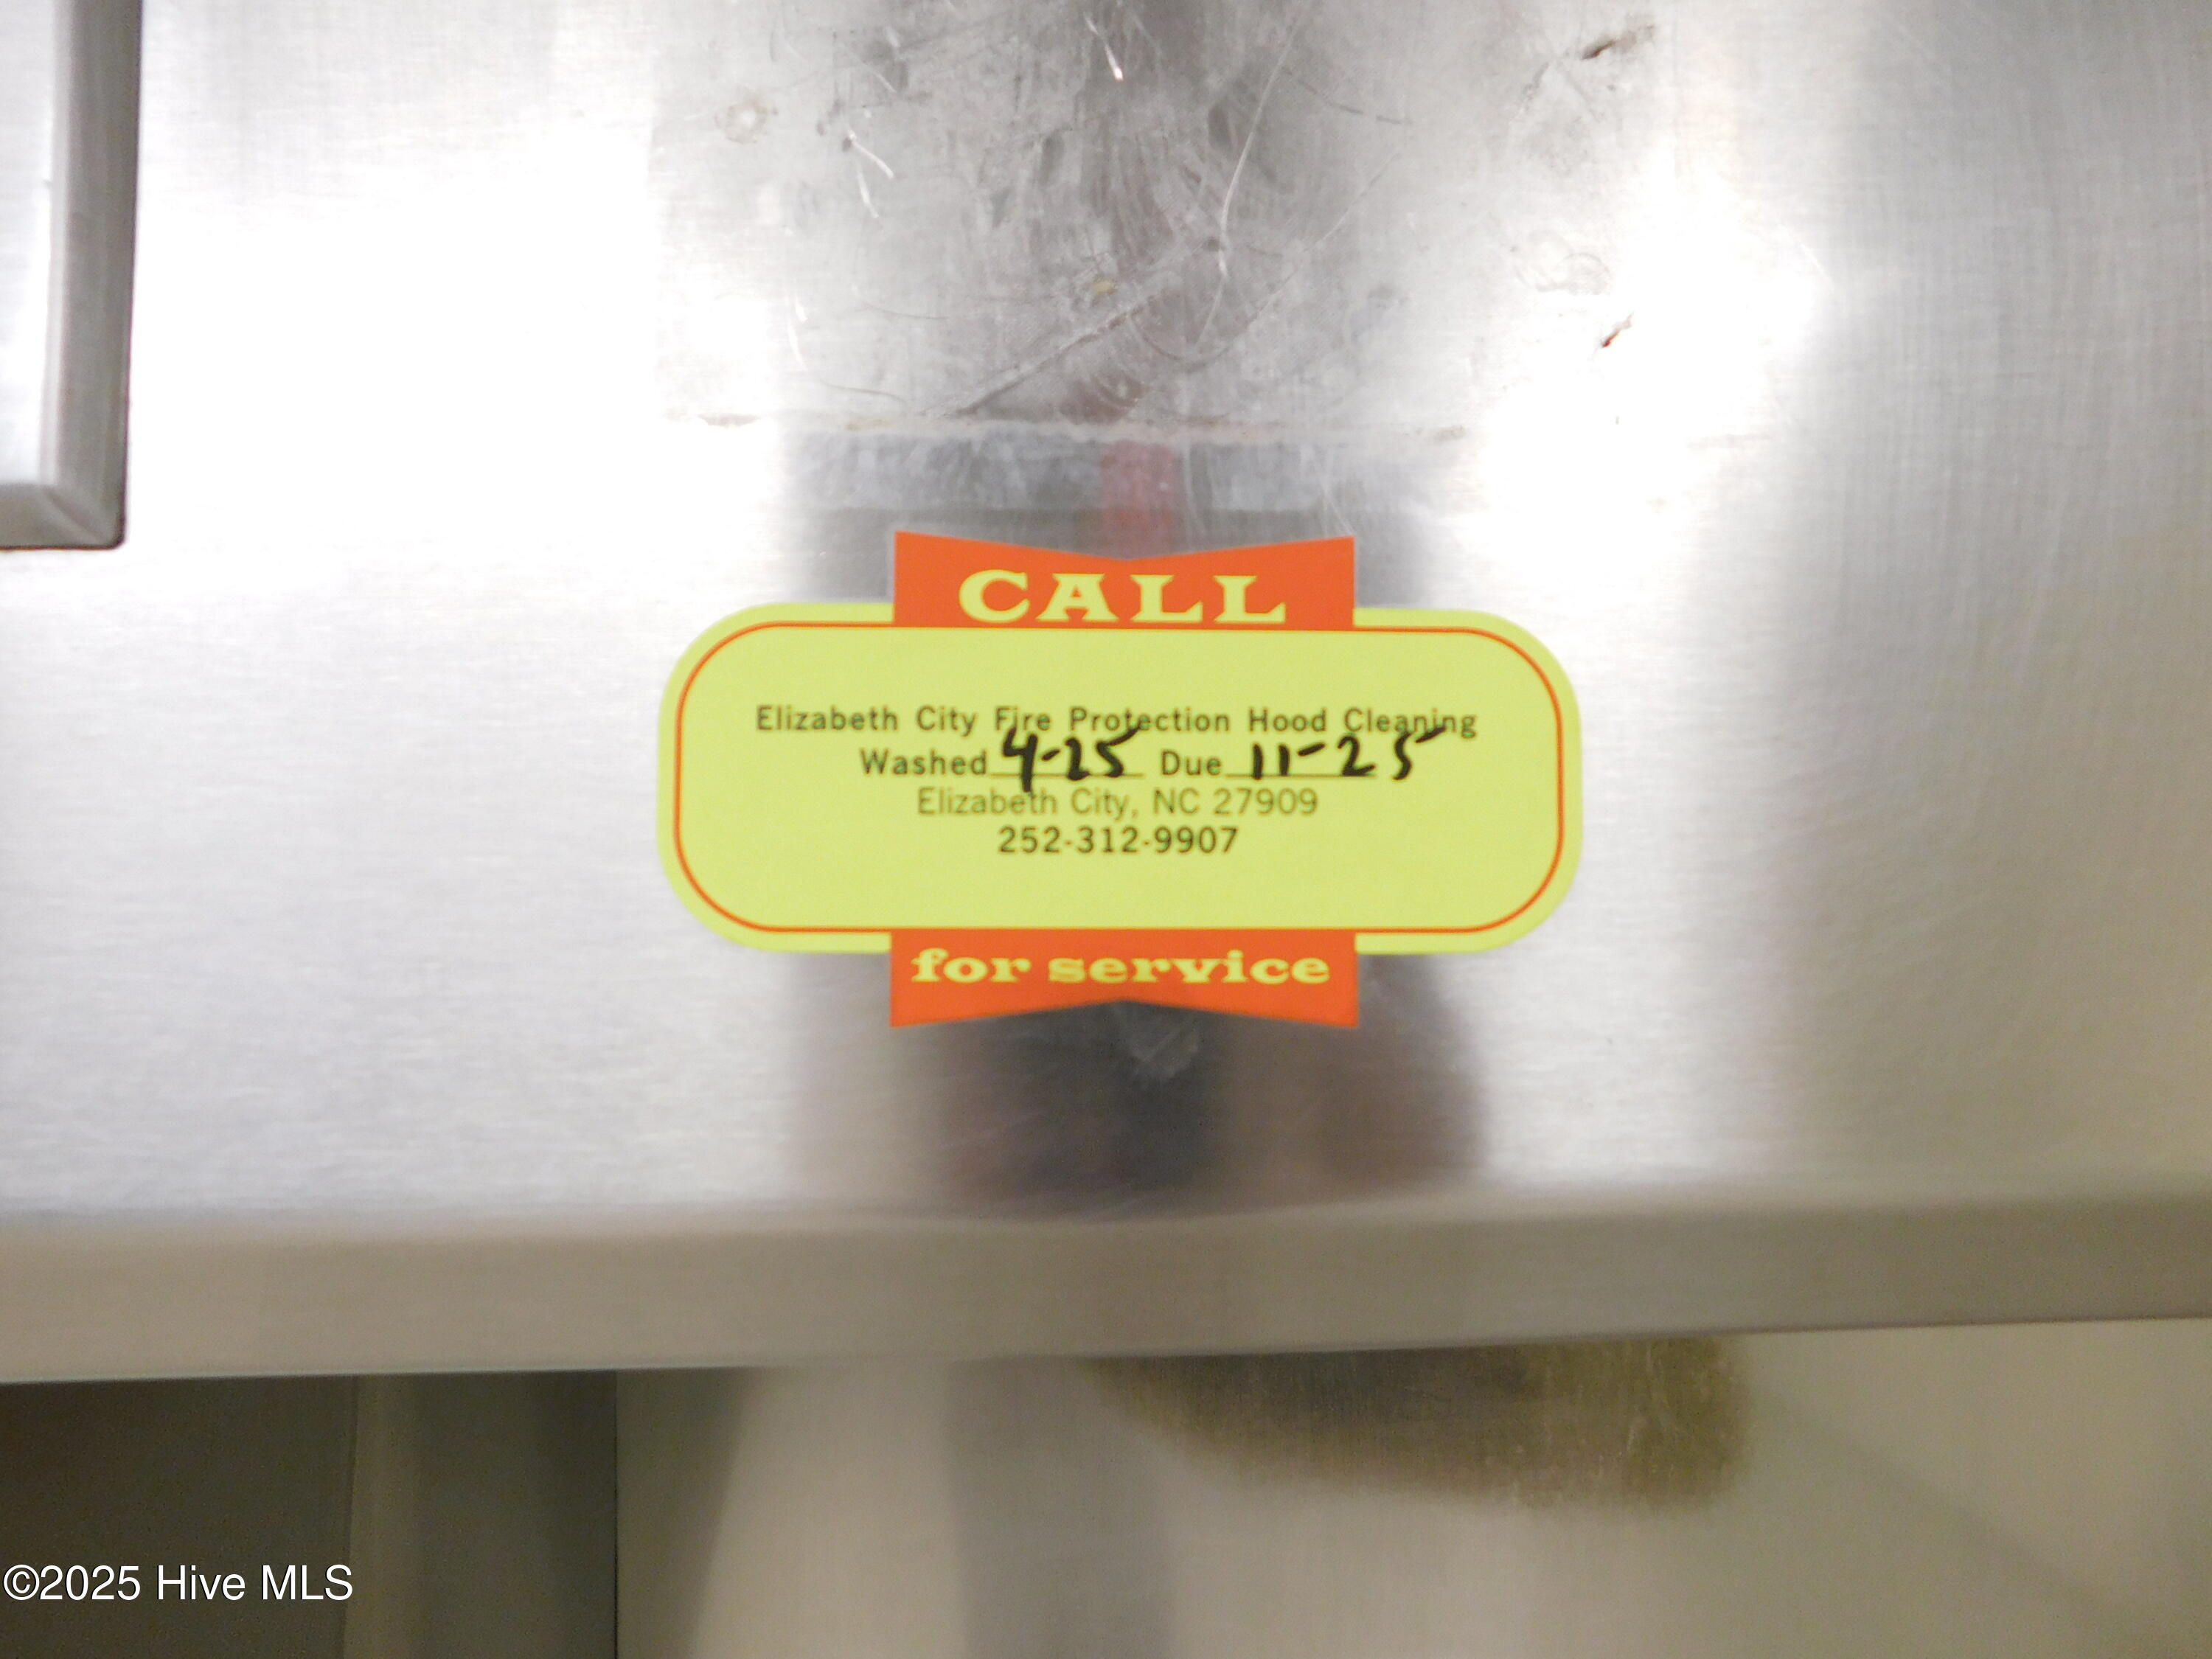 CALL
Elizabeth City Fire Protection Hood Cleaning
Washed 4-25 Due 11-25
Elizabeth City, NC 27909
252-312-9907
for service
©2025 Hive MLS